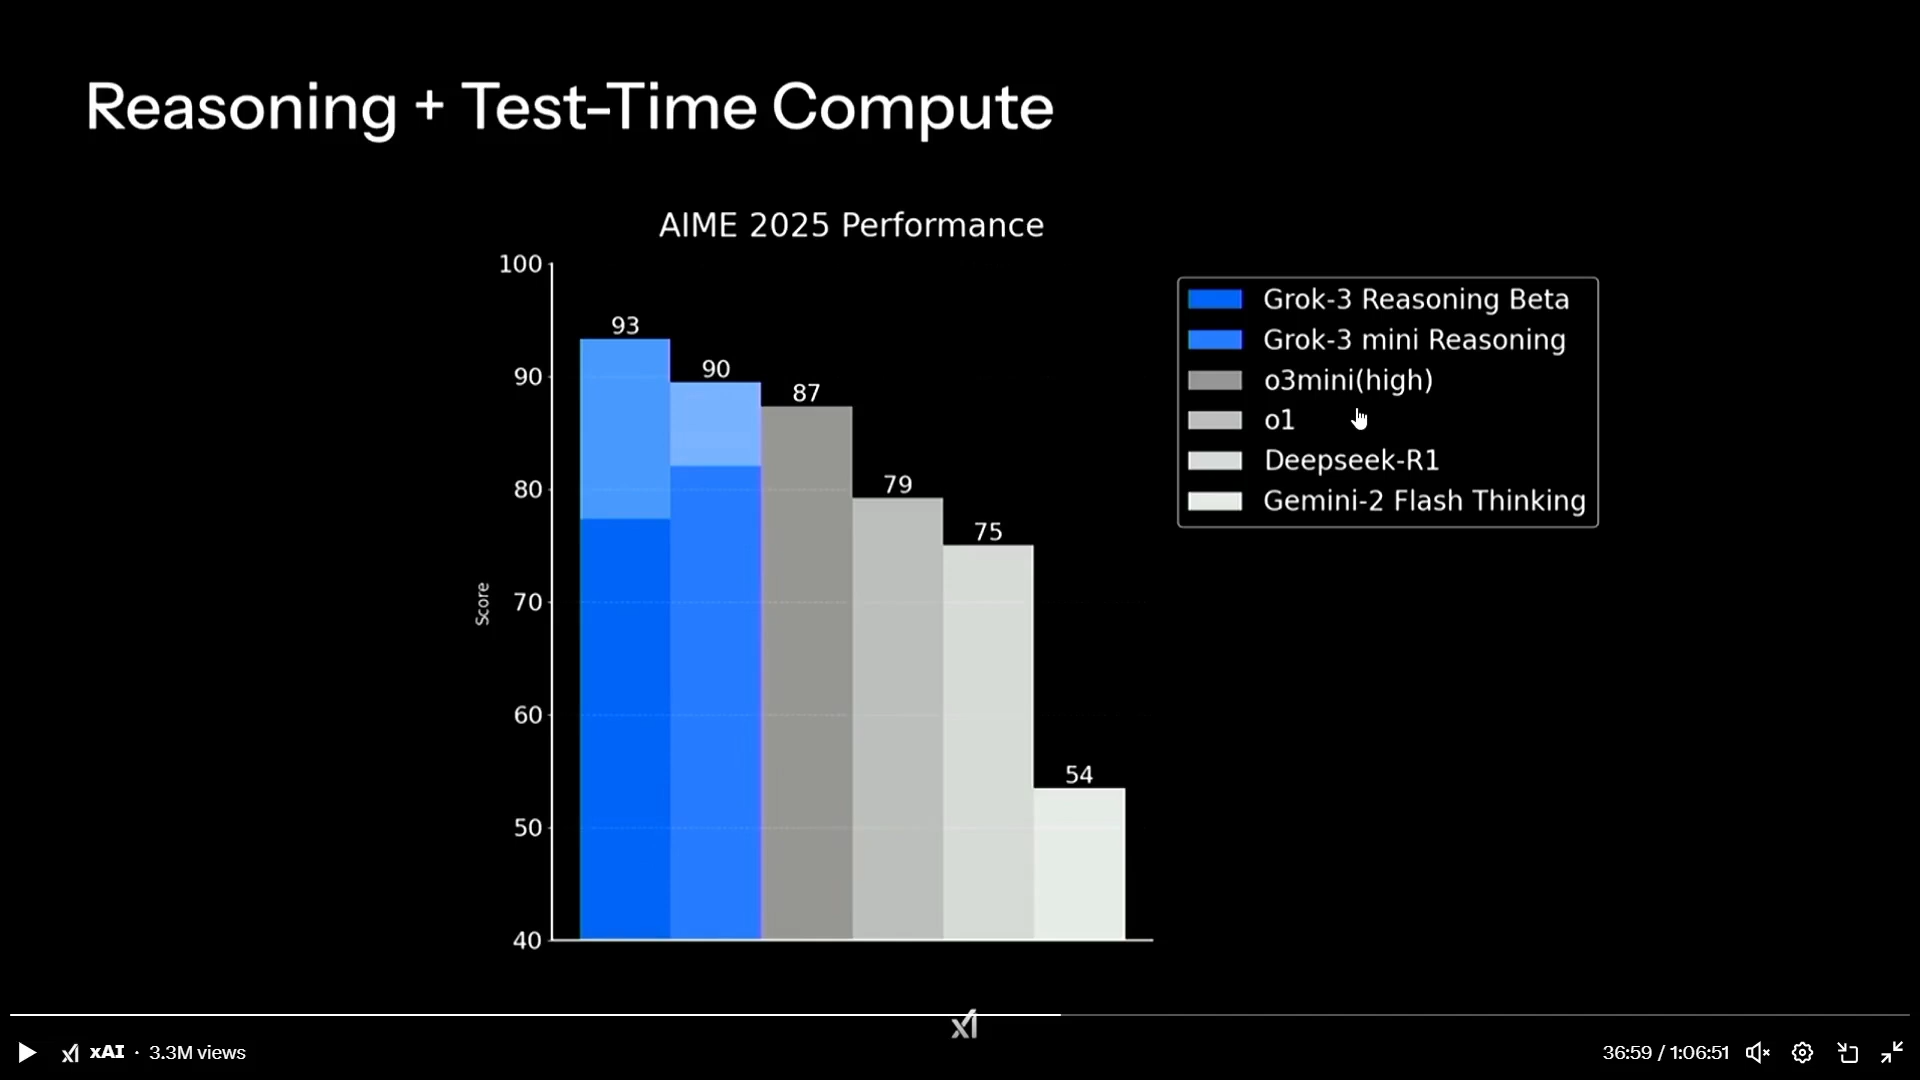 Reasoning + Test-Time Compute
AIME 2025 Performance
100
90
80
70
60
50
40
Score
93
90
87
79
75
54
Grok-3 Reasoning Beta
Grok-3 mini Reasoning
o3mini(high)
o1
Deepseek-R1
Gemini-2 Flash Thinking
xAI · 3.3M views
36:59 / 1:06:51